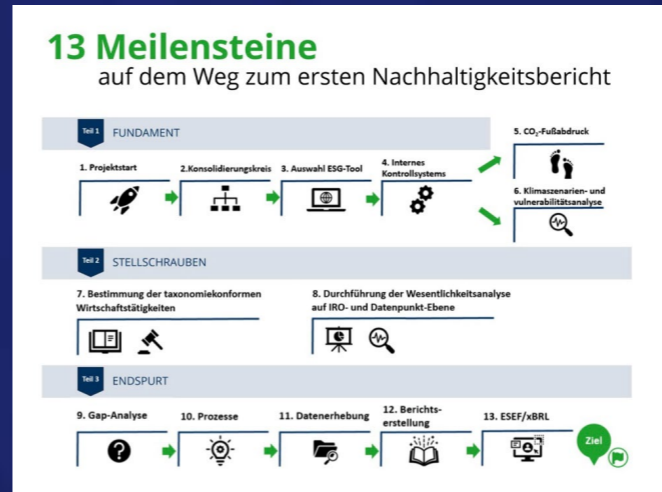 13 Meilensteine
auf dem Weg zum ersten Nachhaltigkeitsbericht
Teil 1 FUNDAMENT
1. Projektstart
2.Konsolidierungskreis
3. Auswahl ESG-Tool
4. Internes
Kontrollsystems
5. CO₂-Fußabdruck
6. Klimaszenarien- und
vulnerabilitätsanalyse
Teil 2 STELLSCHRAUBEN
7. Bestimmung der taxonomiekonformen
Wirtschaftstätigkeiten
8. Durchführung der Wesentlichkeitsanalyse
auf IRO- und Datenpunkt-Ebene
Teil 3 ENDSPURT
9. Gap-Analyse
10. Prozesse
11. Datenerhebung
12. Berichts-
erstellung
13. ESEF/xBRL
Ziel